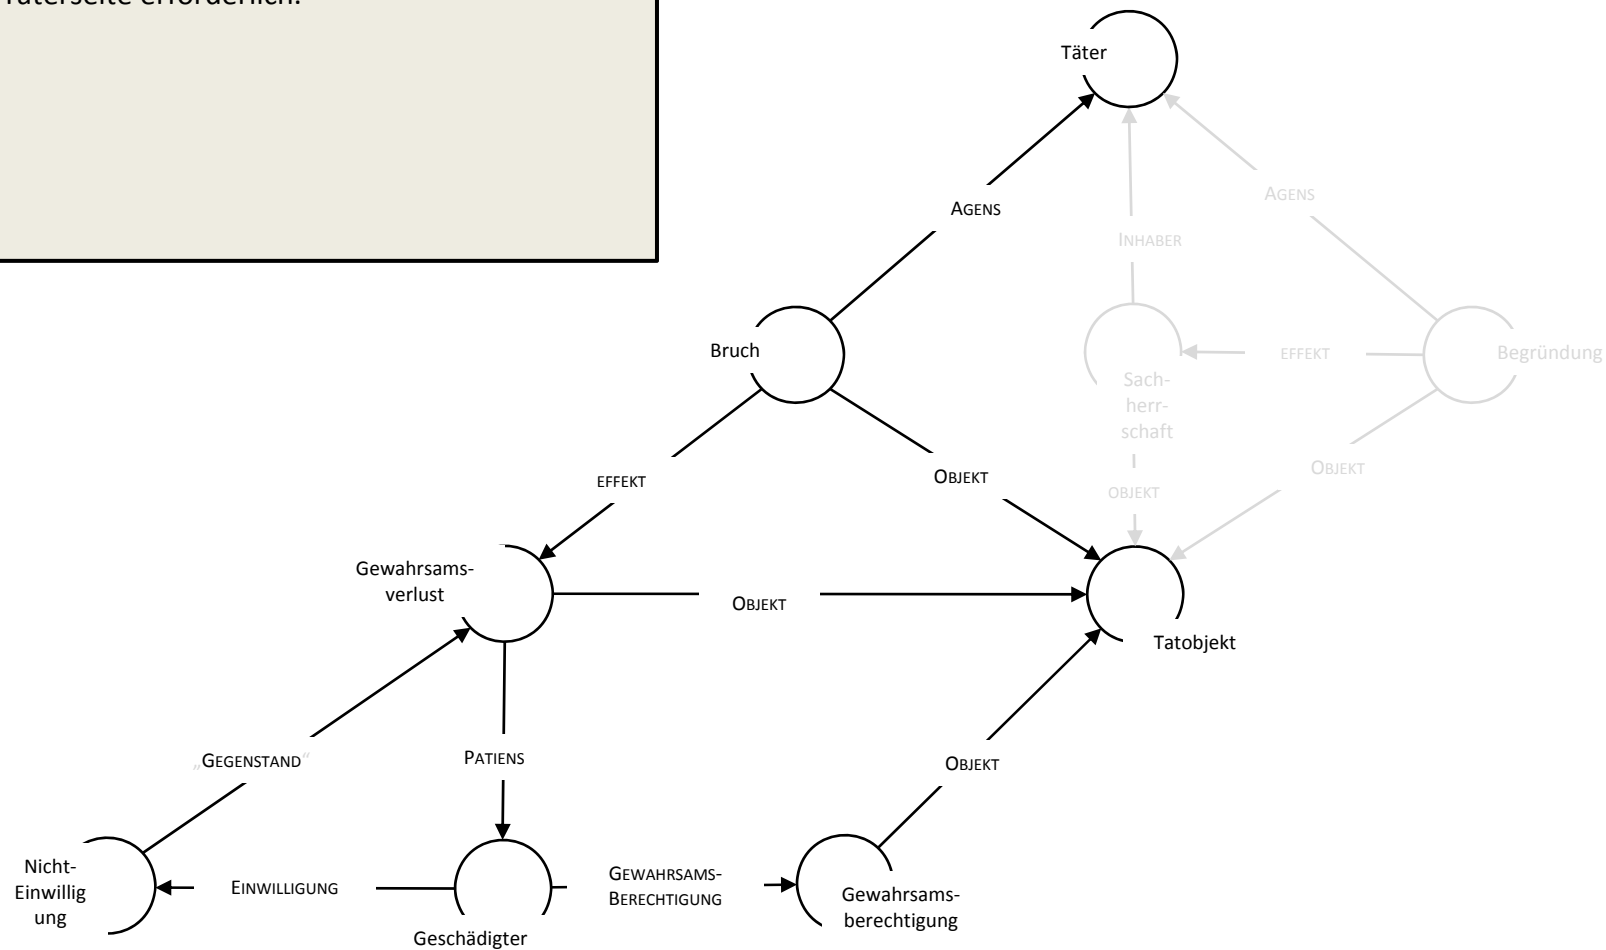 Täterseite erforderlich.
Täter
AGENS
AGENS
INHABER
Bruch
EFFEKT
Begründung
Sach-
herr-
schaft
EFFEKT
OBJEKT
OBJEKT
OBJEKT
Gewahrsams-
verlust
OBJEKT
Tatobjekt
„GEGENSTAND“
PATIENS
OBJEKT
Nicht-
Einwillig
ung
EINWILLIGUNG
GEWAHRSAMS-
BERECHTIGUNG
Gewahrsams-
berechtigung
Geschädigter